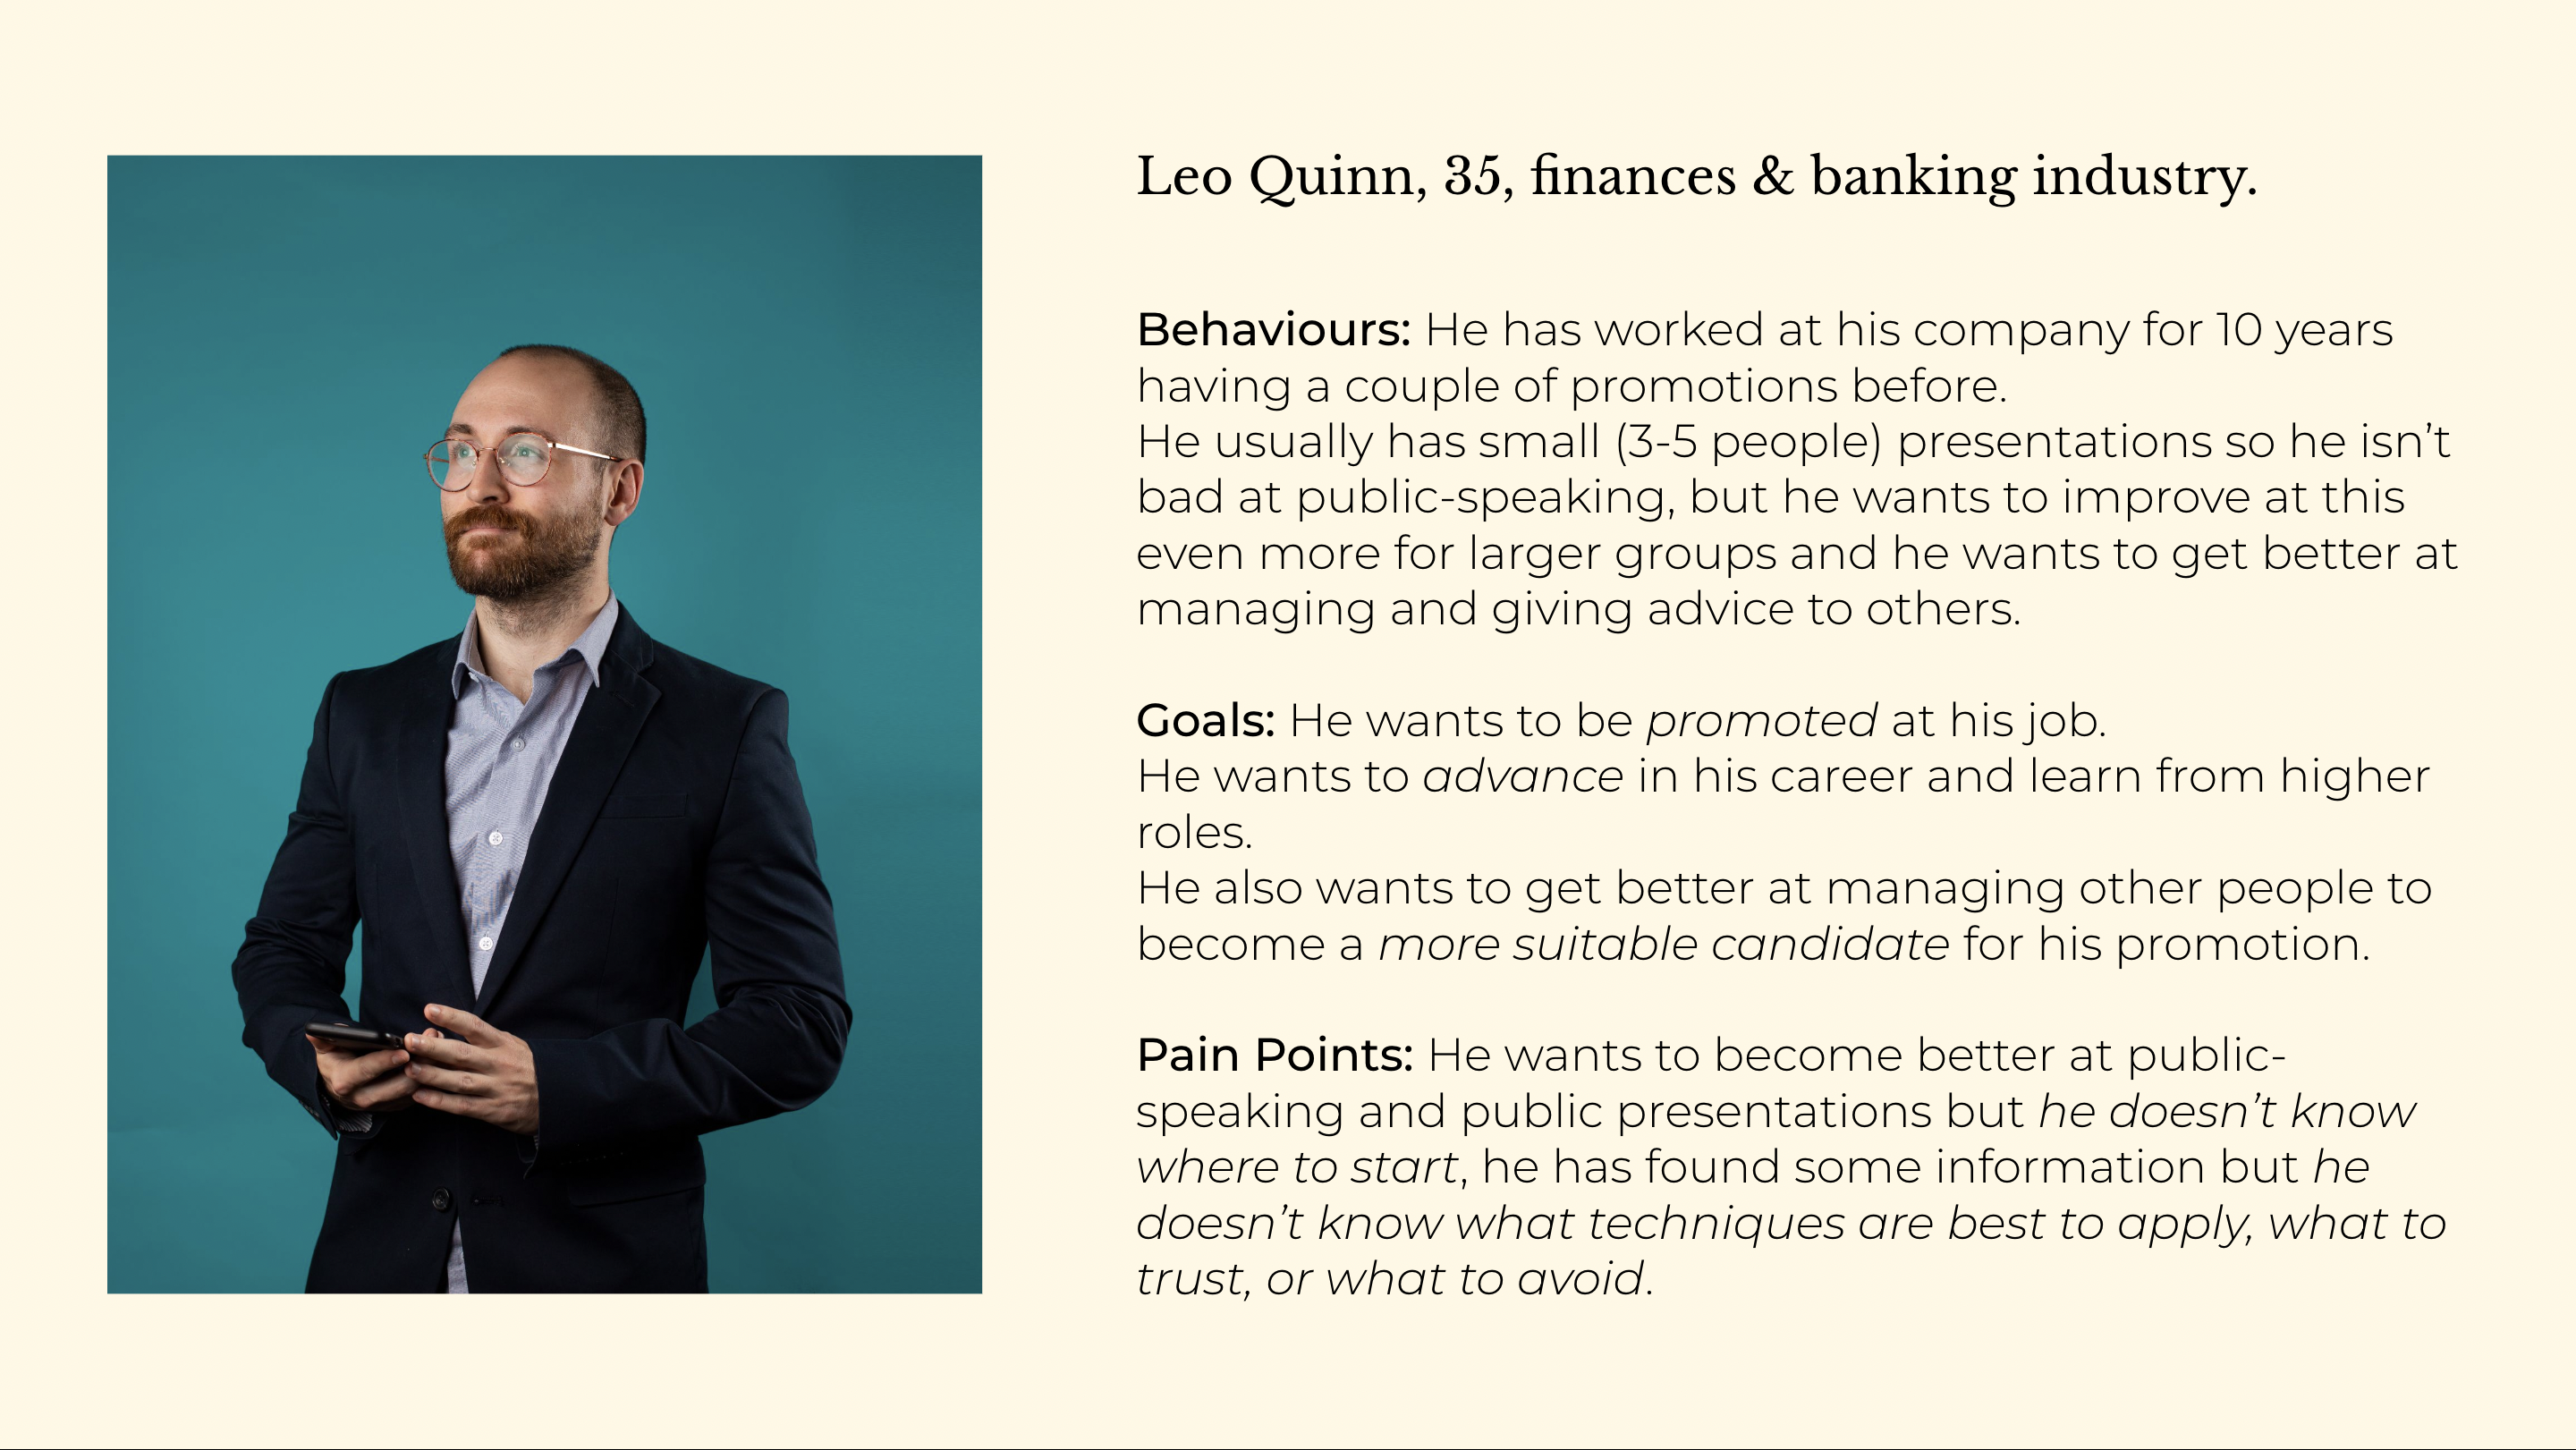 Leo Quinn, 35, finances & banking industry.
Behaviours: He has worked at his company for 10 years
having a couple of promotions before.
He usually has small (3-5 people) presentations so he isn’t
bad at public-speaking, but he wants to improve at this
even more for larger groups and he wants to get better at
managing and giving advice to others.
Goals: He wants to be promoted at his job.
He wants to advance in his career and learn from higher
roles.
He also wants to get better at managing other people to
become a more suitable candidate for his promotion.
Pain Points: He wants to become better at public-
speaking and public presentations but he doesn’t know
where to start, he has found some information but he
doesn’t know what techniques are best to apply, what to
trust, or what to avoid.